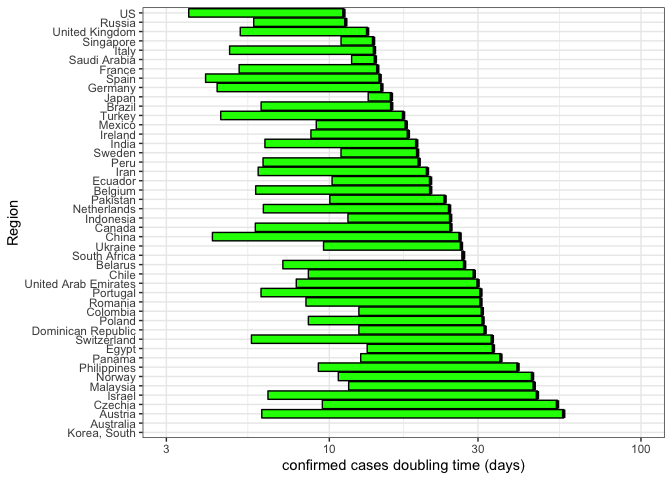 US
Russia
United Kingdom
Singapore
Italy
Saudi Arabia
France
Spain
Germany
Japan
Brazil
Turkey
Mexico
Ireland
India
Sweden
Peru
Iran
Ecuador
Belgium
Pakistan
Netherlands
Indonesia
Canada
China
Ukraine
South Africa
Belarus
Chile
United Arab Emirates
Portugal
Romania
Colombia
Poland
Dominican Republic
Switzerland
Egypt
Panama
Philippines
Norway
Malaysia
Israel
Czechia
Austria
Australia
Korea, South
Region
3 10 30 100
confirmed cases doubling time (days)